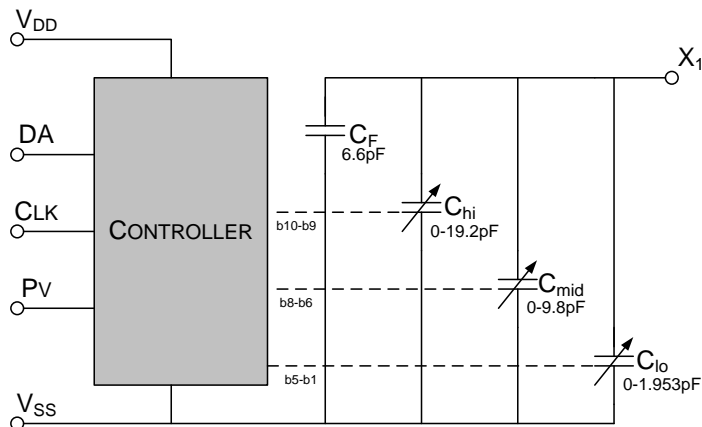 VDD
X1
DA
CF
6.6pF
CLK
CONTROLLER
b10-b9
Chi
0-19.2pF
PV
b8-b6
Cmid
0-9.8pF
b5-b1
Clo
0-1.953pF
VSS